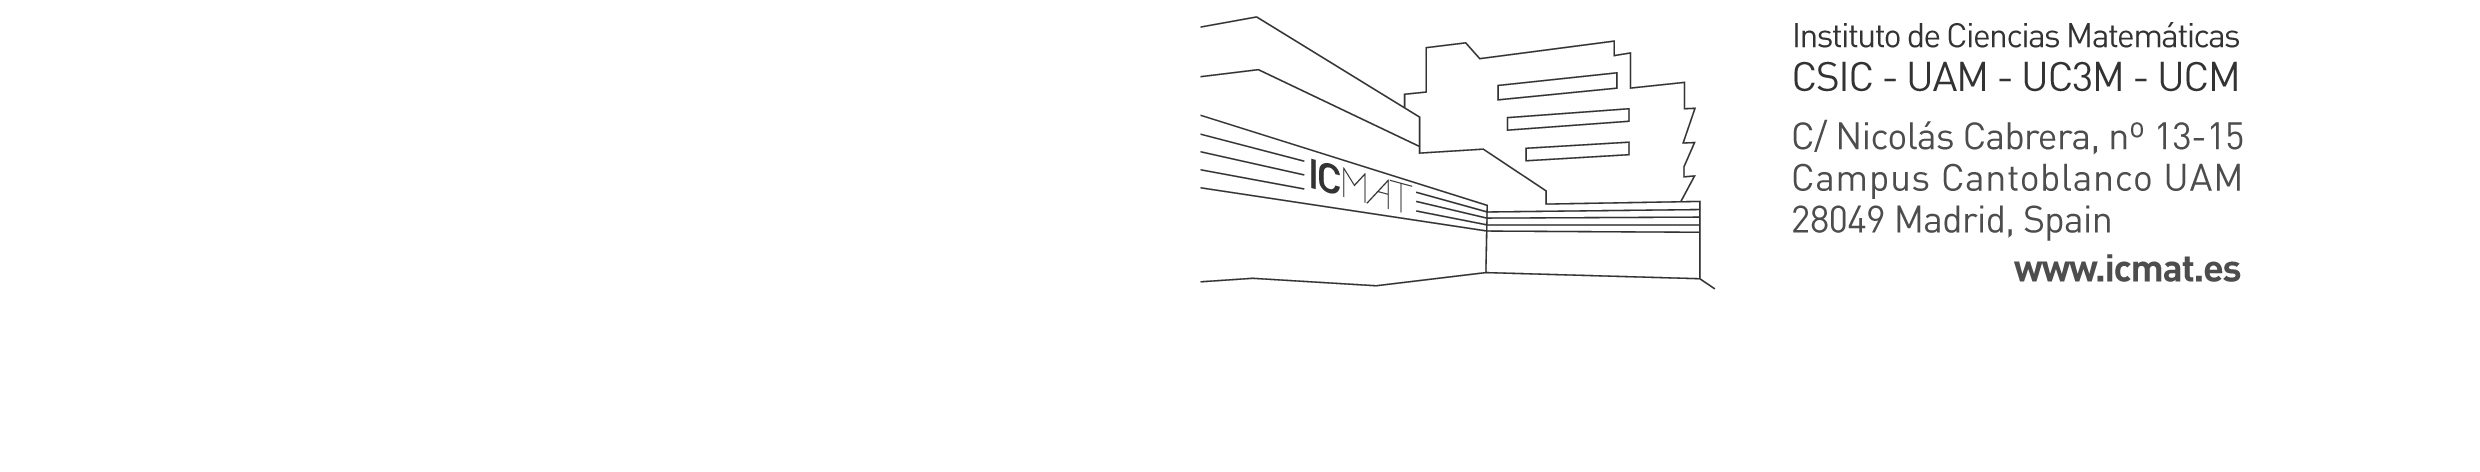 ICMAT
Instituto de Ciencias Matemáticas
CSIC - UAM - UC3M - UCM
C/ Nicolás Cabrera, nº 13-15
Campus Cantoblanco UAM
28049 Madrid, Spain
www.icmat.es